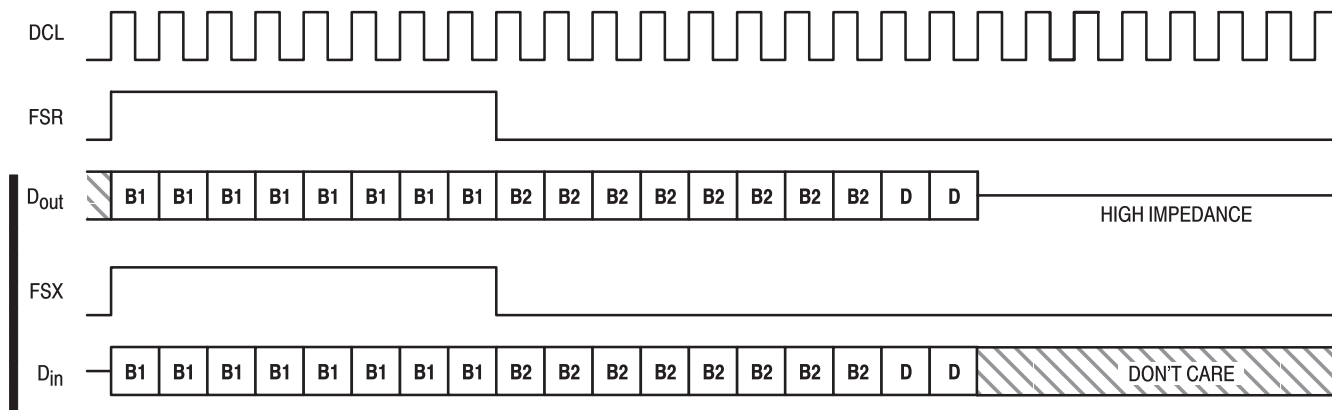 DCL
FSR
Dout B1 B1 B1 B1 B1 B1 B1 B1 B2 B2 B2 B2 B2 B2 B2 B2 D D HIGH IMPEDANCE
FSX
Din B1 B1 B1 B1 B1 B1 B1 B1 B2 B2 B2 B2 B2 B2 B2 B2 D D DON'T CARE